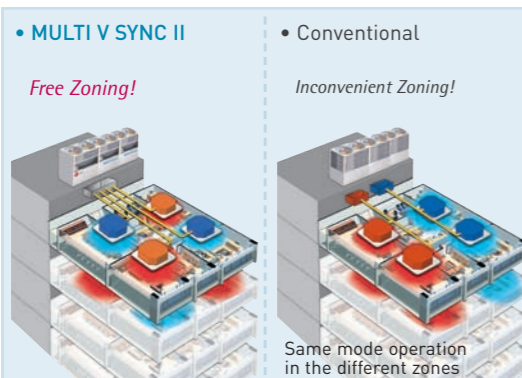 • MULTI V SYNC II
Free Zoning!
• Conventional
Inconvenient Zoning!
Same mode operation
in the different zones